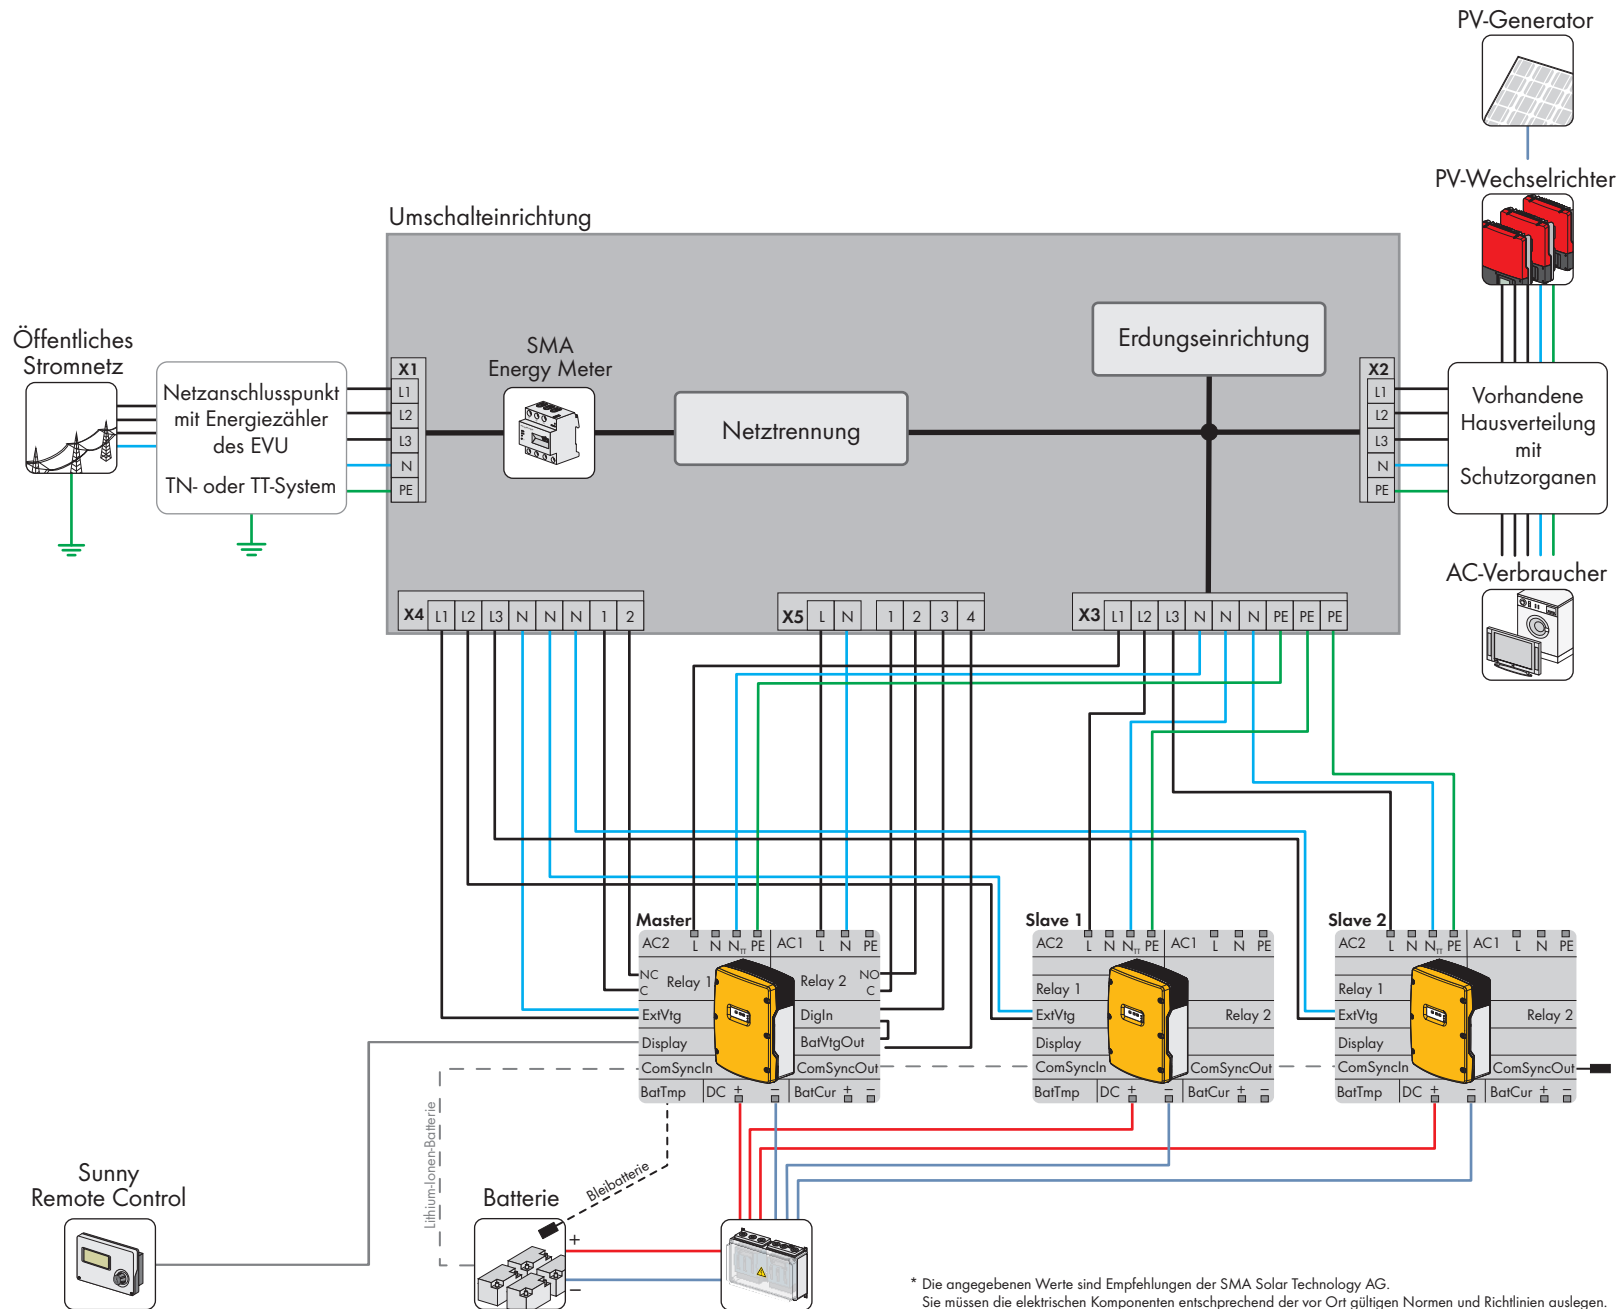 PV-Generator
PV-Wechselrichter
Umschalteinrichtung
Öffentliches
Stromnetz
Netzanschlusspunkt
mit Energiezähler
des EVU
TN- oder TT-System
X1
L1
L2
L3
N
PE
SMA
Energy Meter
Netztrennung
Erdungseinrichtung
X2
L1
L2
L3
N
PE
Vorhandene
Hausverteilung
mit
Schutzorganen
AC-Verbraucher
X4 L1 L2 L3 N N N 1 2
X5 L N 1 2 3 4
X3 L1 L2 L3 N N N PE PE PE
Master
AC2 L N NTT PE AC1 L N PE
NC Relay 1 C
Relay 2 NO C
ExtVtg DigIn
Display BatVtgOut
ComSyncIn ComSyncOut
BatTmp DC + − BatCur + −
Slave 1
AC2 L N NTT PE AC1 L N PE
Relay 1
ExtVtg Relay 2
Display
ComSyncIn ComSyncOut
BatTmp DC + − BatCur + −
Slave 2
AC2 L N NTT PE AC1 L N PE
Relay 1
ExtVtg Relay 2
Display
ComSyncIn ComSyncOut
BatTmp DC + − BatCur + −
Lithium-Ionen-Batterie
Bleibatterie
Sunny
Remote Control
Batterie
+
−
* Die angegebenen Werte sind Empfehlungen der SMA Solar Technology AG.
Sie müssen die elektrischen Komponenten entschprechend der vor Ort gültigen Normen und Richtlinien auslegen.